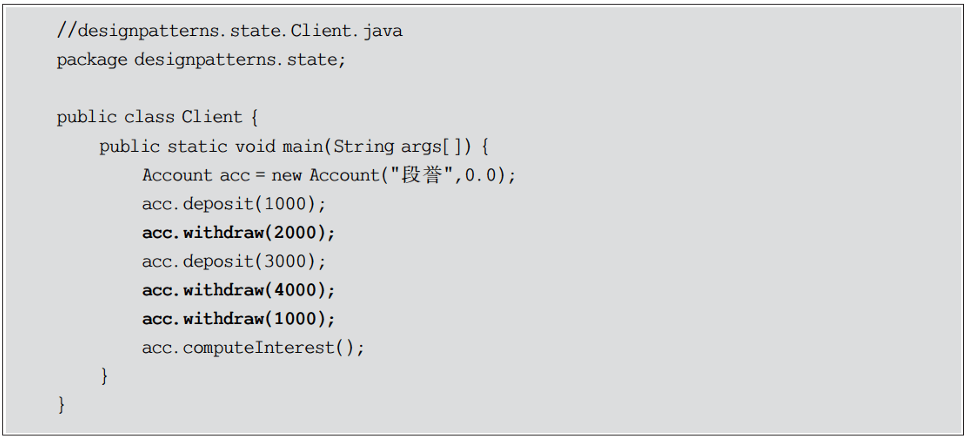 //designpatterns.state.Client.java
package designpatterns.state;

public class Client {
    public static void main(String args[]) {
        Account acc = new Account("段誉",0.0);
        acc.deposit(1000);
        acc.withdraw(2000);
        acc.deposit(3000);
        acc.withdraw(4000);
        acc.withdraw(1000);
        acc.computeInterest();
    }
}